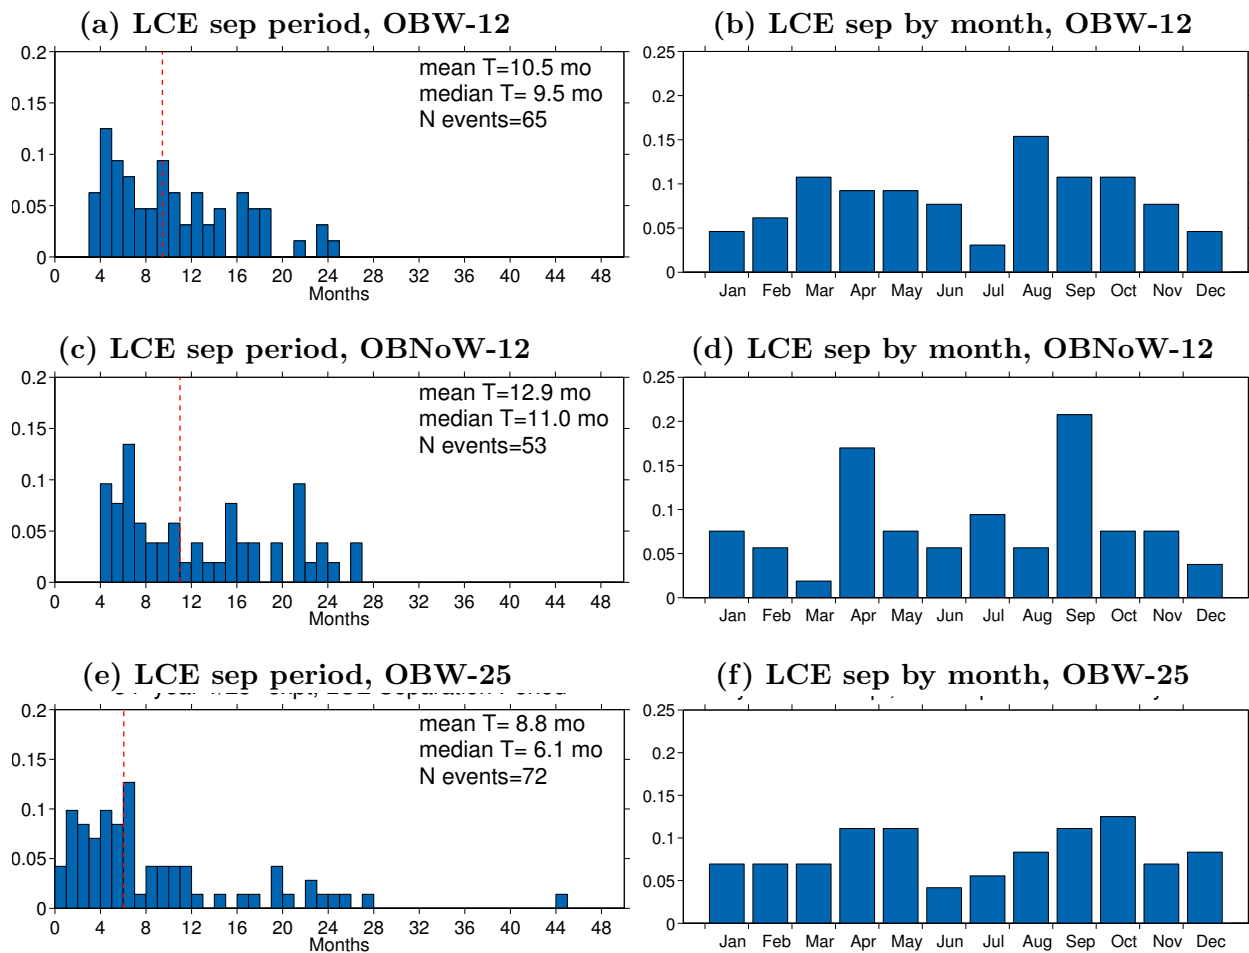 (a) LCE sep period, OBW-12
(b) LCE sep by month, OBW-12
mean T=10.5 mo
median T= 9.5 mo
N events=65
0.2
0.15
0.1
0.05
0
0 4 8 12 16 20 24 28 32 36 40 44 48
Months
0.25
0.2
0.15
0.1
0.05
0
Jan Feb Mar Apr May Jun Jul Aug Sep Oct Nov Dec
(c) LCE sep period, OBNoW-12
(d) LCE sep by month, OBNoW-12
mean T=12.9 mo
median T=11.0 mo
N events=53
0.2
0.15
0.1
0.05
0
0 4 8 12 16 20 24 28 32 36 40 44 48
Months
0.25
0.2
0.15
0.1
0.05
0
Jan Feb Mar Apr May Jun Jul Aug Sep Oct Nov Dec
(e) LCE sep period, OBW-25
(f) LCE sep by month, OBW-25
mean T= 8.8 mo
median T= 6.1 mo
N events=72
0.2
0.15
0.1
0.05
0
0 4 8 12 16 20 24 28 32 36 40 44 48
Months
0.25
0.2
0.15
0.1
0.05
0
Jan Feb Mar Apr May Jun Jul Aug Sep Oct Nov Dec